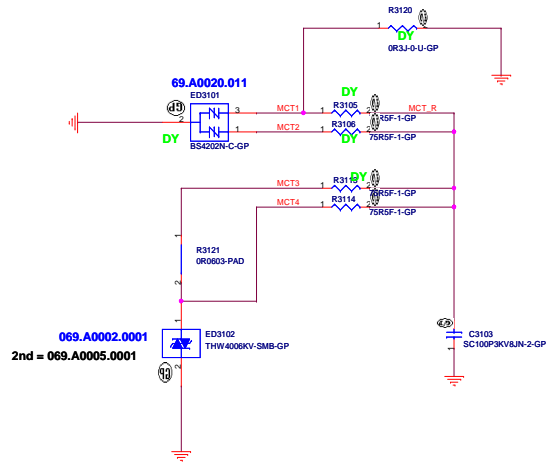 R3120
1
DY
0R3J-0-U-GP
69.A0020.011
ED3101
DY
3
MCT1
1
R3105
2
MCT_R
75R5F-1-GP
2
DY
1
MCT2
1
R3106
2
DY
75R5F-1-GP
BS4202N-C-GP
DY
MCT3
1
2
75R5F-1-GP
MCT4
1
R3114
2
75R5F-1-GP
1
R3121
0R0603-PAD
2
1
069.A0002.0001
ED3102
2nd = 069.A0005.0001
THW4006KV-SMB-GP
2
C3103
SC100P3KV8JN-2-GP
1